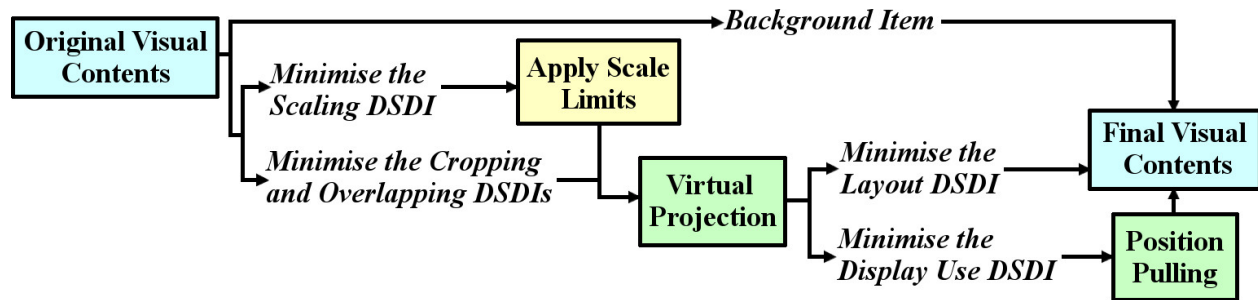 Original Visual
Contents
Background Item
Minimise the
Scaling DSDI
Apply Scale
Limits
Minimise the Cropping
and Overlapping DSDIs
Virtual
Projection
Minimise the
Layout DSDI
Minimise the
Display Use DSDI
Position
Pulling
Final Visual
Contents